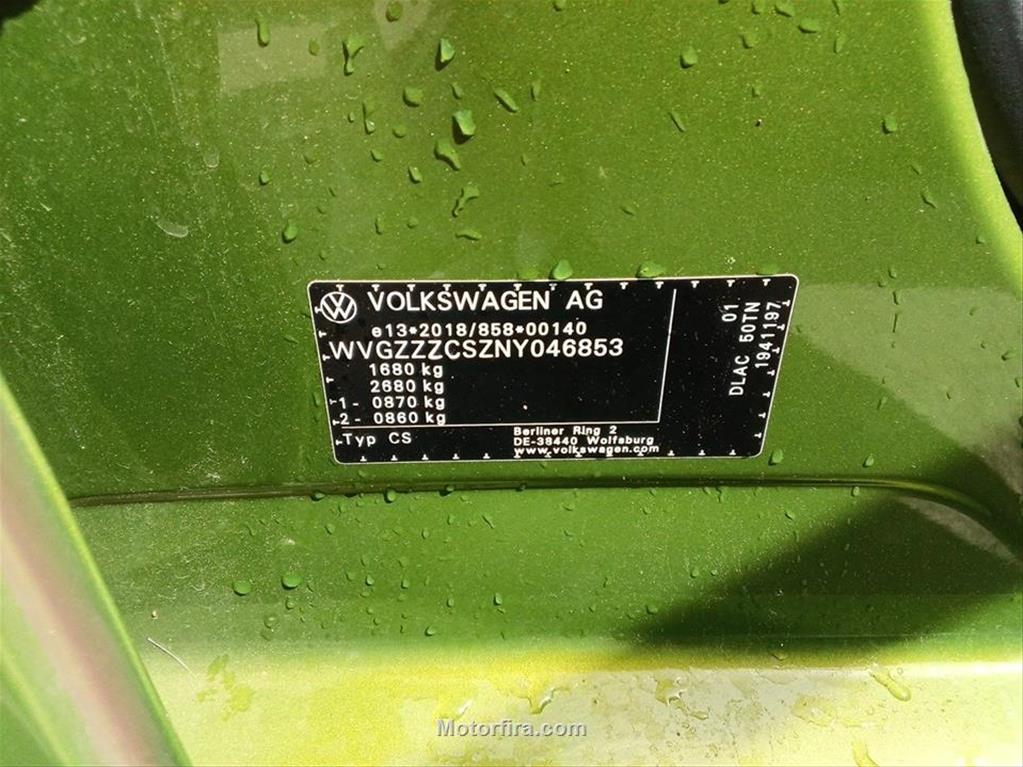 VOLKSWAGEN AG
e13*2018/858*00140
WVGZZZCSZNY046853
1680 kg
2680 kg
1- 0870 kg
2- 0860 kg
Typ CS
Berliner Ring 2
DE-38440 Wolfsburg
www.volkswagen.com
01
DLAC 50TN
1941197
Motorfira.com